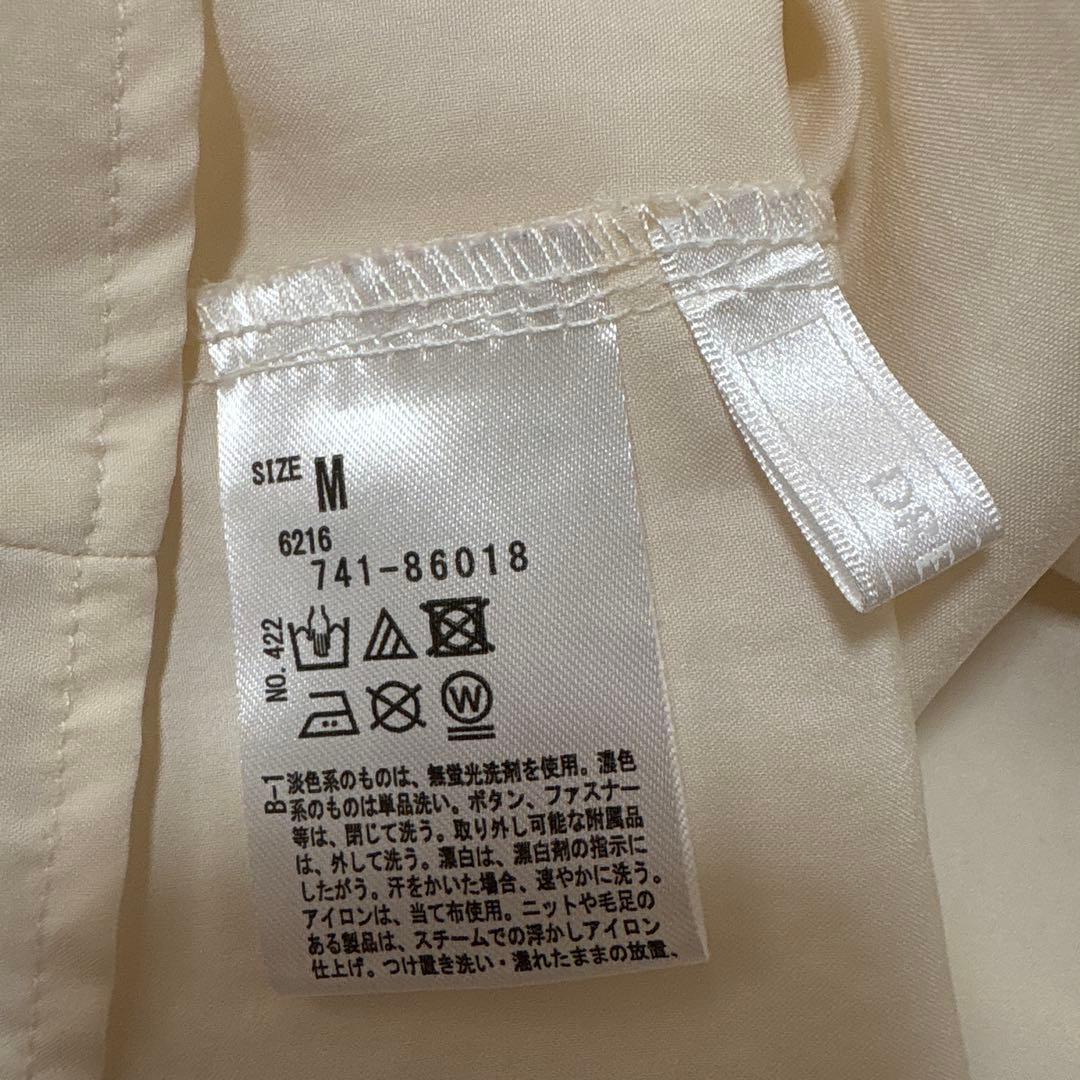 SIZE M
6216
741-86018
NO. 422
W
B-1
淡色系のものは、無蛍光洗剤を使用。濃色
系のものは単品洗い。ボタン、ファスナー
等は、閉じて洗う。取り外し可能な附属品
は、外して洗う。漂白は、漂白剤の指示に
したがう。汗をかいた場合、速やかに洗う。
アイロンは、当て布使用。ニットや毛足の
ある製品は、スチームでの浮かしアイロン
仕上げ。つけ置き洗い・濡れたままの放置、